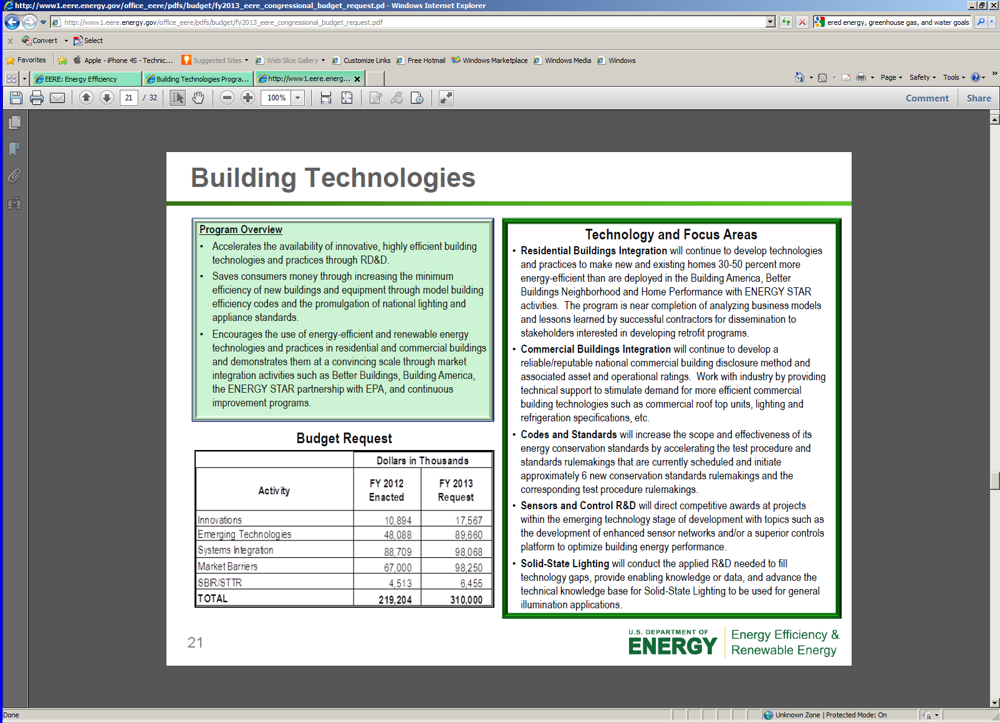 http://www1.eere.energy.gov/office_eere/pdfs/budget/fy2013_eere_congressional_budget_request.pd - Windows Internet Explorer
http://www1.eere.energy.gov/office_eere/pdfs/budget/fy2013_eere_congressional_budget_request.pdf
ered energy, greenhouse gas, and water goals
Convert Select
Favorites Apple - iPhone 4S - Technic... Suggested Sites Web Slice Gallery Customize Links Free Hotmail Windows Marketplace Windows Media Windows
EERE: Energy Efficiency Building Technologies Progra... http://www1.eere.energ... Page Safety Tools
21 / 32 100% Comment Share
Building Technologies
Program Overview
• Accelerates the availability of innovative, highly efficient building
technologies and practices through RD&D.
• Saves consumers money through increasing the minimum
efficiency of new buildings and equipment through model building
efficiency codes and the promulgation of national lighting and
appliance standards.
• Encourages the use of energy-efficient and renewable energy
technologies and practices in residential and commercial buildings
and demonstrates them at a convincing scale through market
integration activities such as Better Buildings, Building America,
the ENERGY STAR partnership with EPA, and continuous
improvement programs.
Budget Request
Dollars in Thousands
Activity
FY 2012
Enacted
FY 2013
Request
Innovations 10,894 17,567
Emerging Technologies 48,088 89,660
Systems Integration 88,709 98,068
Market Barriers 67,000 98,250
SBIR/STTR 4,513 6,455
TOTAL 219,204 310,000
Technology and Focus Areas
• Residential Buildings Integration will continue to develop technologies
and practices to make new and existing homes 30-50 percent more
energy-efficient than are deployed in the Building America, Better
Buildings Neighborhood and Home Performance with ENERGY STAR
activities. The program is near completion of analyzing business models
and lessons learned by successful contractors for dissemination to
stakeholders interested in developing retrofit programs.
• Commercial Buildings Integration will continue to develop a
reliable/reputable national commercial building disclosure method and
associated asset and operational ratings. Work with industry by providing
technical support to stimulate demand for more efficient commercial
building technologies such as commercial roof top units, lighting and
refrigeration specifications, etc.
• Codes and Standards will increase the scope and effectiveness of its
energy conservation standards by accelerating the test procedure and
standards rulemakings that are currently scheduled and initiate
approximately 6 new conservation standards rulemakings and the
corresponding test procedure rulemakings.
• Sensors and Control R&D will direct competitive awards at projects
within the emerging technology stage of development with topics such as
the development of enhanced sensor networks and/or a superior controls
platform to optimize building energy performance.
• Solid-State Lighting will conduct the applied R&D needed to fill
technology gaps, provide enabling knowledge or data, and advance the
technical knowledge base for Solid-State Lighting to be used for general
illumination applications.
21
U.S. DEPARTMENT OF
ENERGY
Energy Efficiency &
Renewable Energy
Done
Unknown Zone | Protected Mode: On